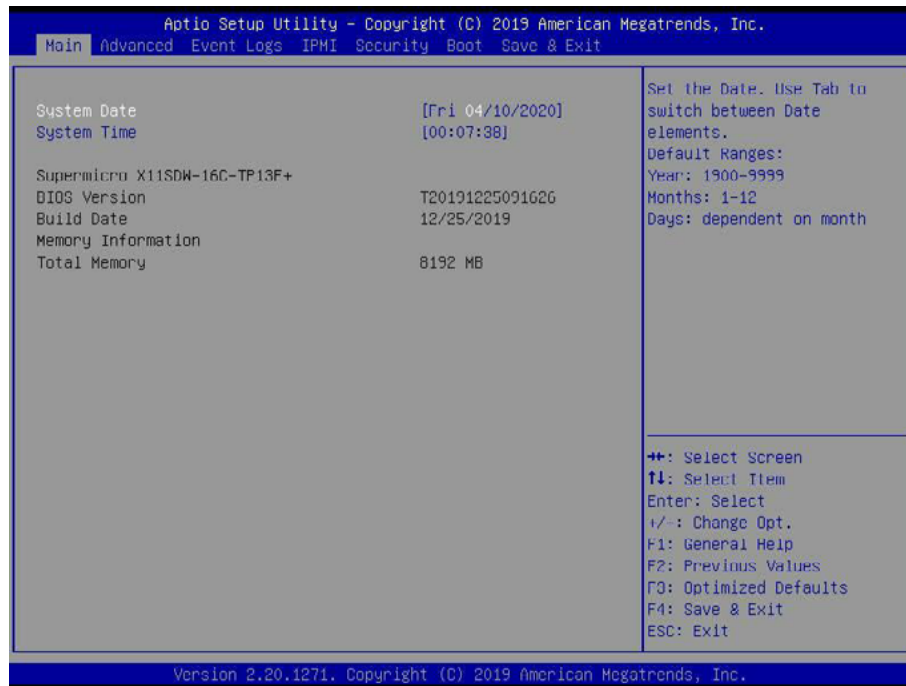 Aptio Setup Utility – Copyright (C) 2019 American Megatrends, Inc.
Main Advanced Event Logs IPMI Security Boot Save & Exit
System Date [Fri 04/10/2020]
System Time [00:07:38]
Supermicro X11SDW-16C-TP13F+
BIOS Version T20191225091626
Build Date 12/25/2019
Memory Information
Total Memory 8192 MB
Set the Date. Use Tab to
switch between Date
elements.
Default Ranges:
Year: 1900-9999
Months: 1-12
Days: dependent on month
→←: Select Screen
↑↓: Select Item
Enter: Select
+/-: Change Opt.
F1: General Help
F2: Previous Values
F3: Optimized Defaults
F4: Save & Exit
ESC: Exit
Version 2.20.1271. Copyright (C) 2019 American Megatrends, Inc.